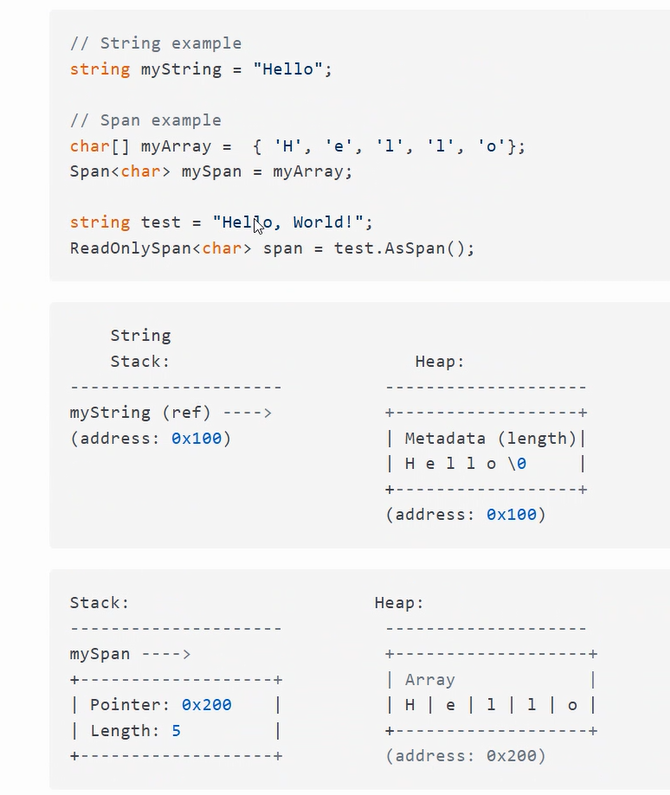 // String example
string myString = "Hello";
// Span example
char[] myArray =  { 'H', 'e', 'l', 'l', 'o'};
Span<char> mySpan = myArray;
string test = "Hello, World!";
ReadOnlySpan<char> span = test.AsSpan();
    String
    Stack:                        Heap:
---------------------          --------------------
myString (ref) ---->           +------------------+
(address: 0x100)               | Metadata (length)|
                               | H e l l o \0     |
                               +------------------+
                               (address: 0x100)
Stack:                        Heap:
---------------------          --------------------
mySpan ---->                   +-------------------+
+-------------------+          | Array             |
| Pointer: 0x200    |          | H | e | l | l | o |
| Length: 5         |          +-------------------+
+-------------------+          (address: 0x200)